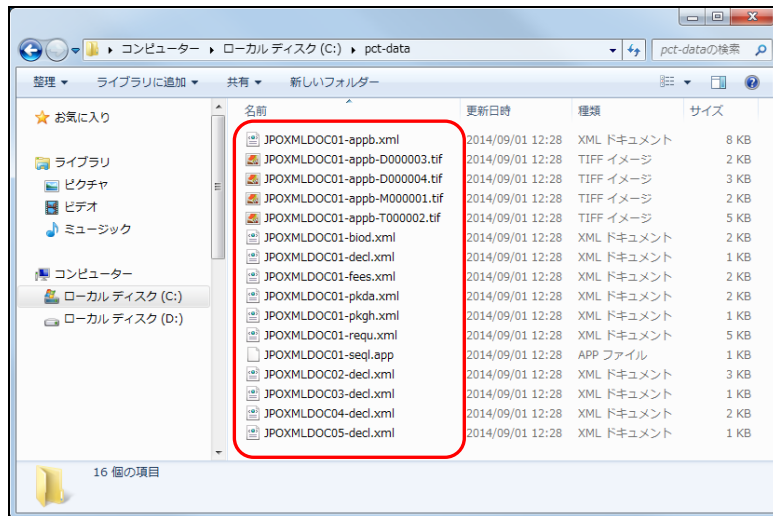 コンピューター ▸ ローカル ディスク (C:) ▸ pct-data
pct-dataの検索
整理 ライブラリに追加 共有 新しいフォルダー
お気に入り
ライブラリ
ピクチャ
ビデオ
ミュージック
コンピューター
ローカル ディスク (C:)
ローカル ディスク (D:)
名前 更新日時 種類 サイズ
JPOXMLDOC01-appb.xml 2014/09/01 12:28 XML ドキュメント 8 KB
JPOXMLDOC01-appb-D000003.tif 2014/09/01 12:28 TIFF イメージ 2 KB
JPOXMLDOC01-appb-D000004.tif 2014/09/01 12:28 TIFF イメージ 3 KB
JPOXMLDOC01-appb-M000001.tif 2014/09/01 12:28 TIFF イメージ 2 KB
JPOXMLDOC01-appb-T000002.tif 2014/09/01 12:28 TIFF イメージ 5 KB
JPOXMLDOC01-biod.xml 2014/09/01 12:28 XML ドキュメント 2 KB
JPOXMLDOC01-decl.xml 2014/09/01 12:28 XML ドキュメント 1 KB
JPOXMLDOC01-fees.xml 2014/09/01 12:28 XML ドキュメント 2 KB
JPOXMLDOC01-pkda.xml 2014/09/01 12:28 XML ドキュメント 2 KB
JPOXMLDOC01-pkgh.xml 2014/09/01 12:28 XML ドキュメント 1 KB
JPOXMLDOC01-requ.xml 2014/09/01 12:28 XML ドキュメント 5 KB
JPOXMLDOC01-seql.app 2014/09/01 12:28 APP ファイル 1 KB
JPOXMLDOC02-decl.xml 2014/09/01 12:28 XML ドキュメント 3 KB
JPOXMLDOC03-decl.xml 2014/09/01 12:28 XML ドキュメント 1 KB
JPOXMLDOC04-decl.xml 2014/09/01 12:28 XML ドキュメント 2 KB
JPOXMLDOC05-decl.xml 2014/09/01 12:28 XML ドキュメント 1 KB
16 個の項目